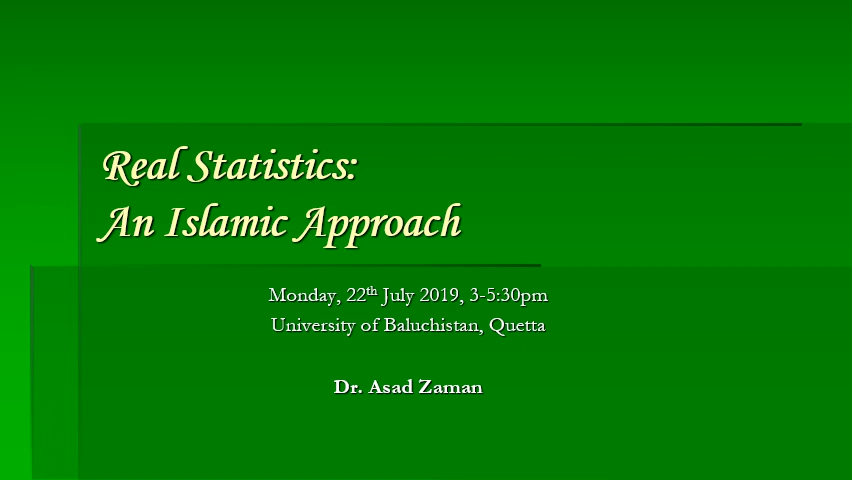 Real Statistics:
An Islamic Approach
Monday, 22th July 2019, 3-5:30pm
University of Baluchistan, Quetta
Dr. Asad Zaman